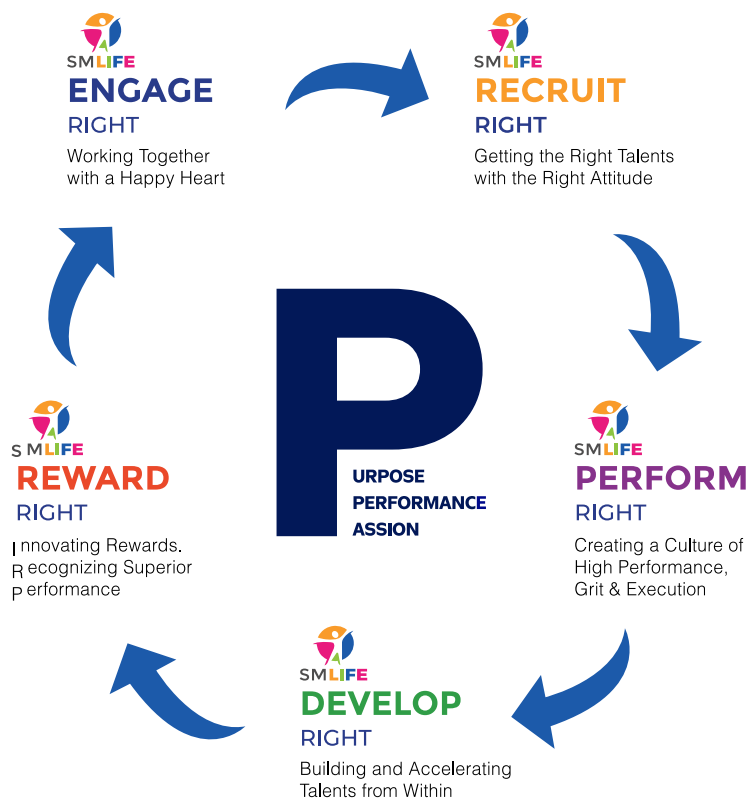 SMLIFE
ENGAGE
RIGHT
Working Together
with a Happy Heart
SMLIFE
RECRUIT
RIGHT
Getting the Right Talents
with the Right Attitude
SMLIFE
PERFORM
RIGHT
Creating a Culture of
High Performance,
Grit & Execution
SMLIFE
DEVELOP
RIGHT
Building and Accelerating
Talents from Within
S MLIFE
REWARD
RIGHT
I nnovating Rewards.
R ecognizing Superior
P erformance
P
URPOSE
PERFORMANCE
ASSION